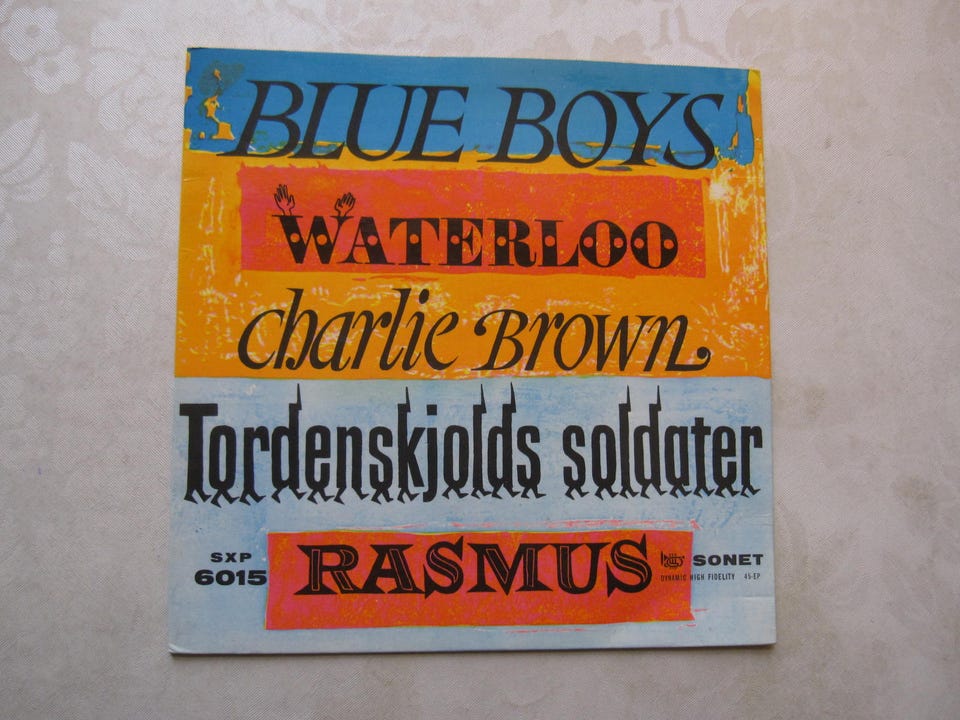 BLUE BOYS
WATERLOO
charlie Brown
Tordenskjolds soldater
SXP
6015
RASMUS
SONET
DYNAMIC HIGH FIDELITY 45-EP